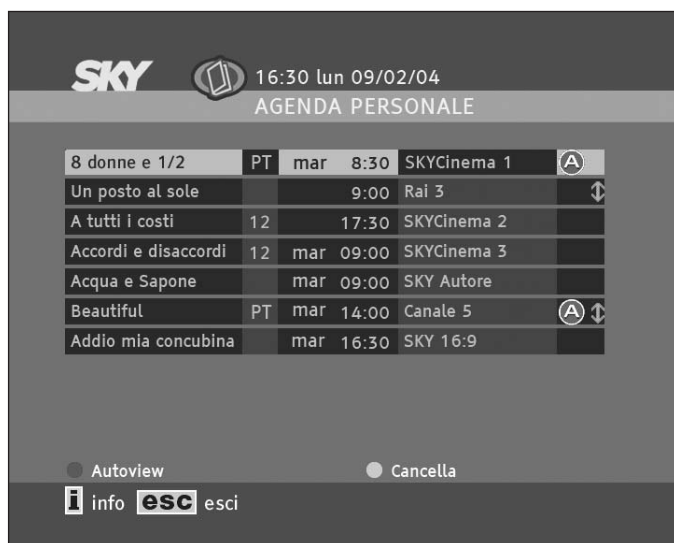 SKY 16:30 lun 09/02/04
AGENDA PERSONALE
8 donne e 1/2 PT mar 8:30 SKYCinema 1 A
Un posto al sole 9:00 Rai 3
A tutti i costi 12 17:30 SKYCinema 2
Accordi e disaccordi 12 mar 09:00 SKYCinema 3
Acqua e Sapone mar 09:00 SKY Autore
Beautiful PT mar 14:00 Canale 5 A
Addio mia concubina mar 16:30 SKY 16:9
Autoview Cancella
i info esc esci